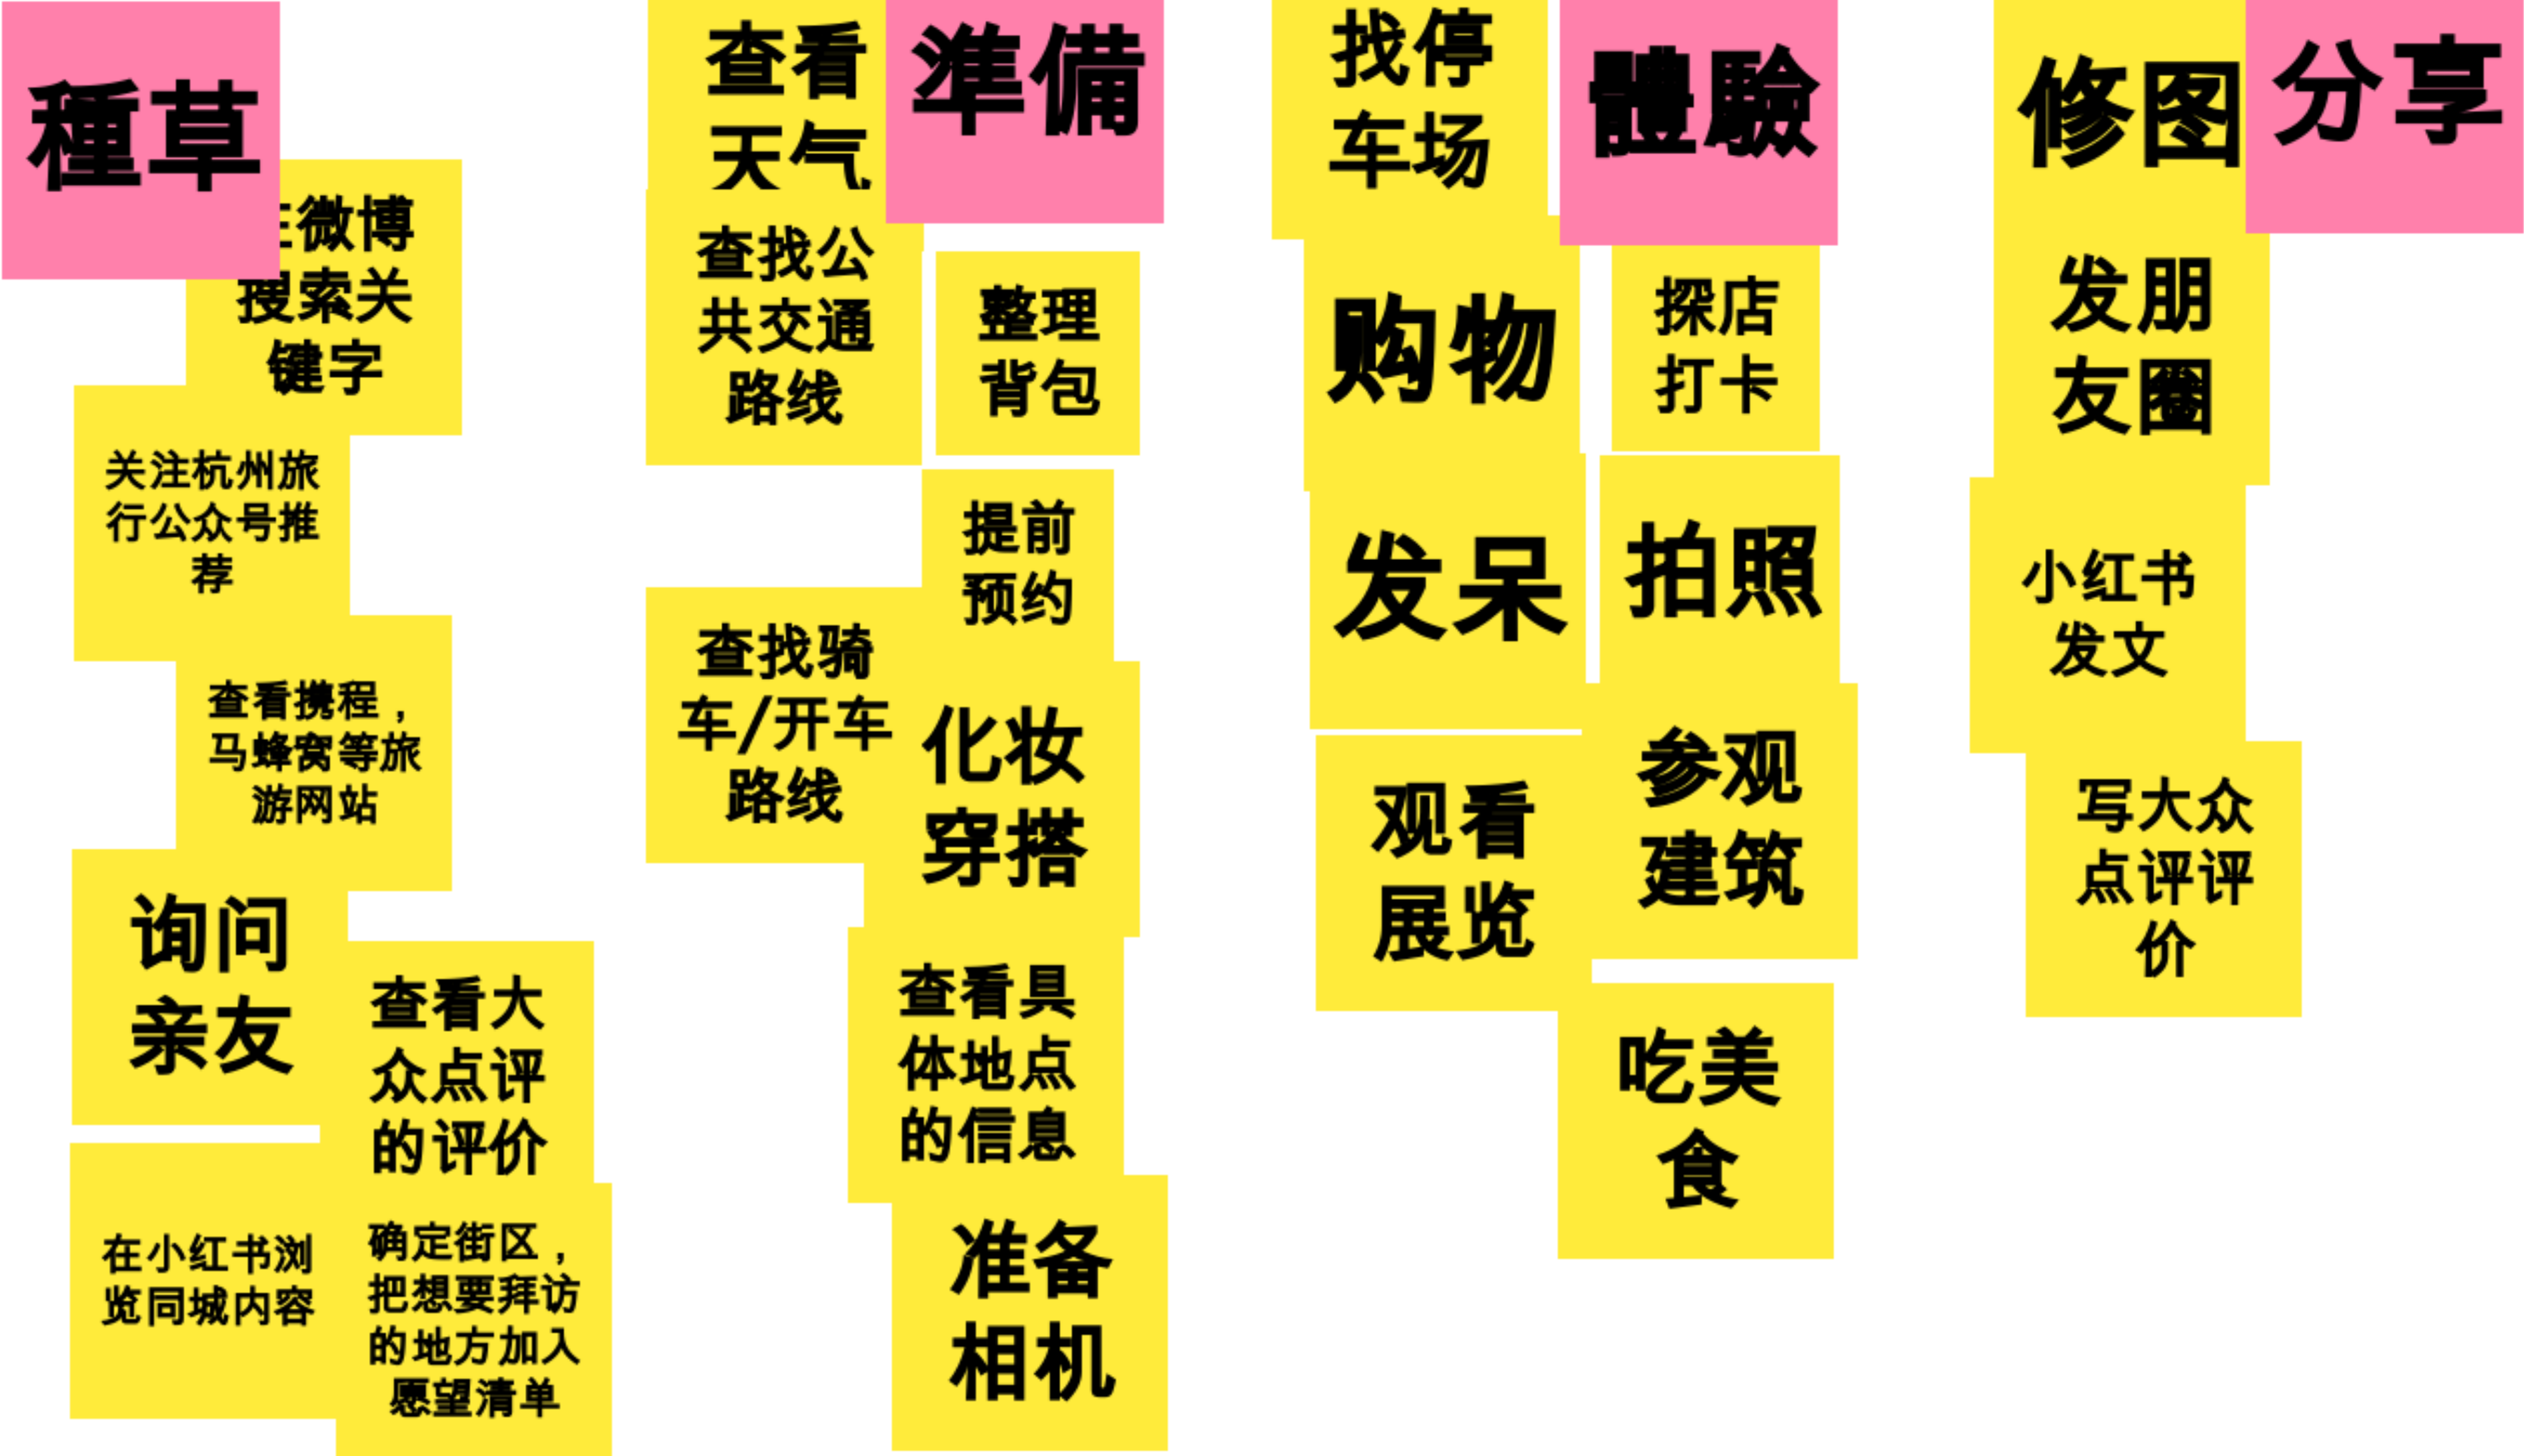 種草
微博
搜索关
键字
关注杭州旅
行公众号推
荐
查看携程，
马蜂窝等旅
游网站
询问
亲友
查看大
众点评
的评价
在小红书浏
览同城内容
确定街区，
把想要拜访
的地方加入
愿望清单
準備
查看
天气
查找公
共交通
路线
整理
背包
提前
预约
查找骑
车/开车
路线
化妆
穿搭
查看具
体地点
的信息
准备
相机
體驗
找停
车场
购物
探店
打卡
发呆
拍照
观看
展览
参观
建筑
吃美
食
分享
修图
发朋
友圈
小红书
发文
写大众
点评评
价